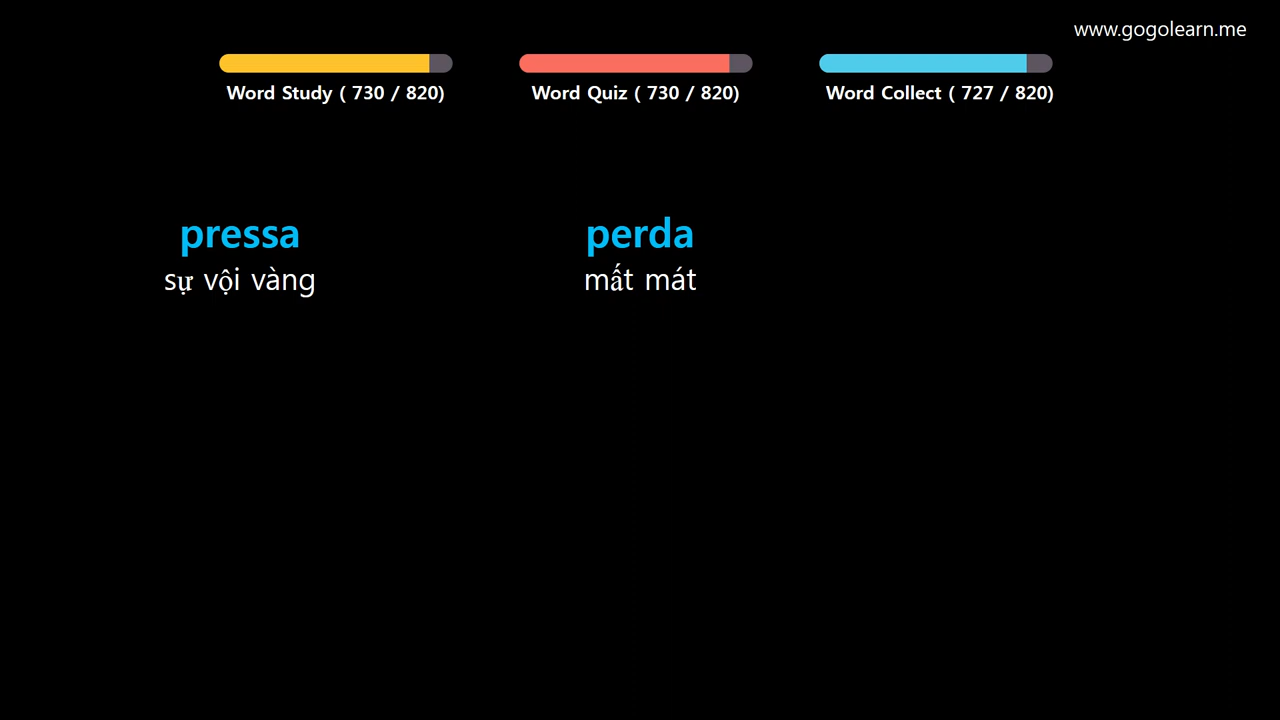 www.gogolearn.me
Word Study ( 730 / 820)
Word Quiz ( 730 / 820)
Word Collect ( 727 / 820)
pressa
sự vội vàng
perda
mất mát